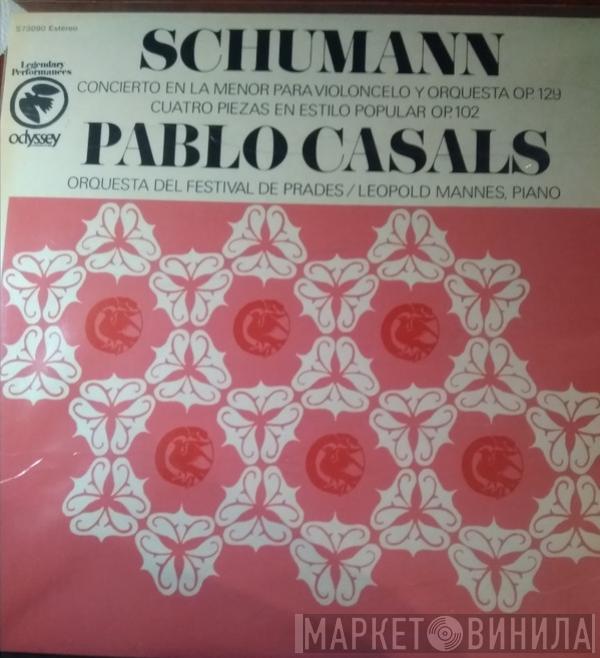 S73090 Estéreo
SCHUMANN
Legendary
Performances
odyssey
CONCIERTO EN LA MENOR PARA VIOLONCELO Y ORQUESTA OP. 129
CUATRO PIEZAS EN ESTILO POPULAR OP. 102
PABLO CASALS
ORQUESTA DEL FESTIVAL DE PRADES / LEOPOLD MANNES, PIANO
МАРКЕТ ВИНИЛА